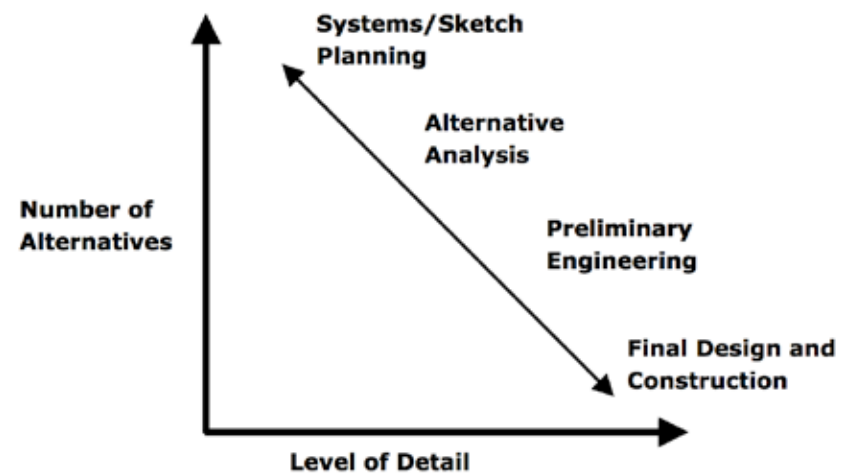 Systems/Sketch
Planning
Alternative
Analysis
Number of
Alternatives
Preliminary
Engineering
Final Design and
Construction
Level of Detail